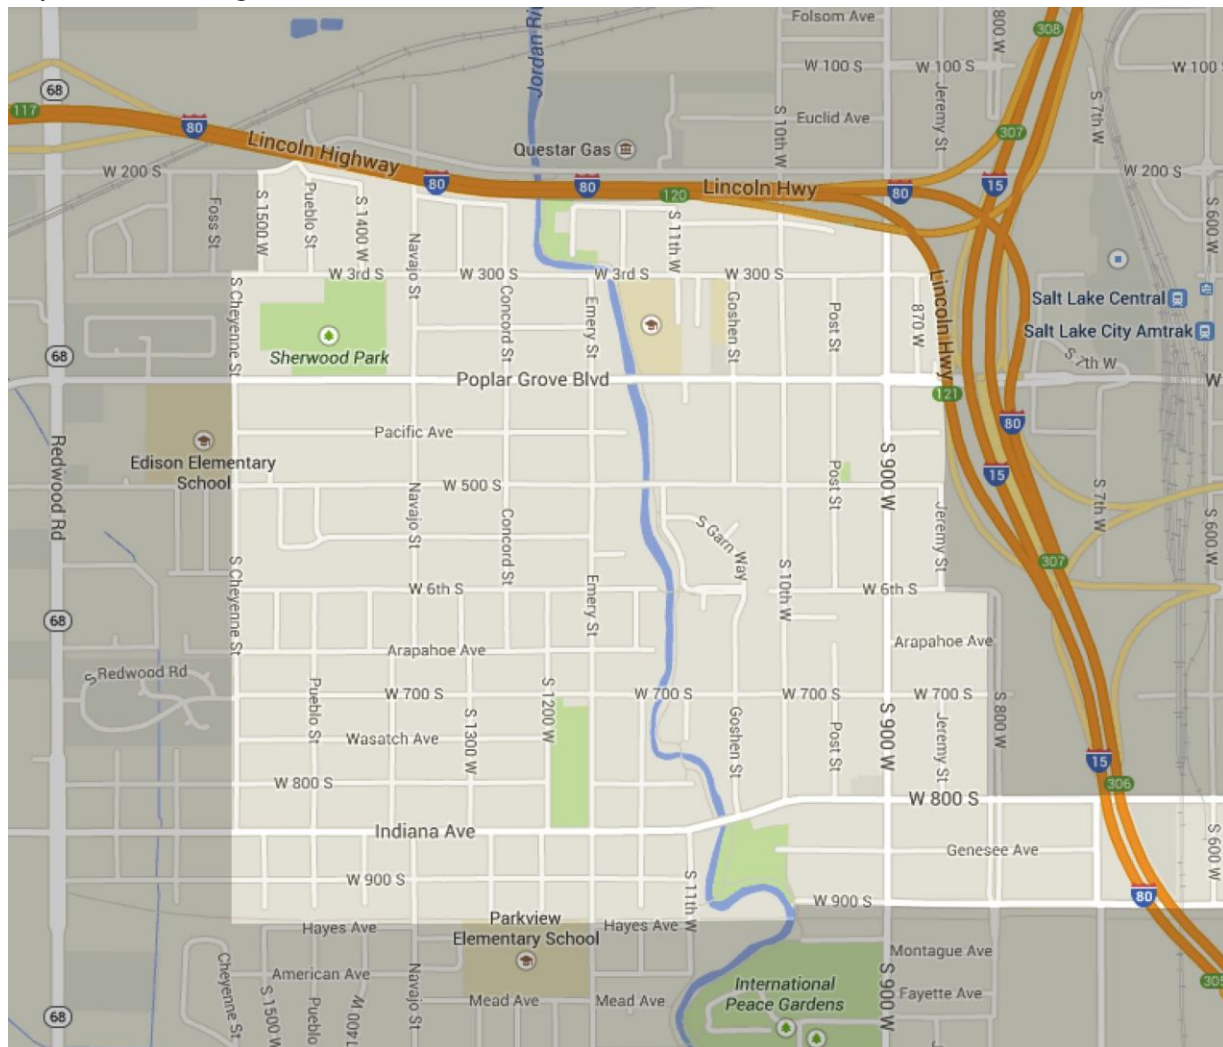 Folsom Ave
308
800 W
W 100 S
W 100 S
W 100
68
117
Jordan Riv
S 10th W
Jeremy St
S 7th W
Euclid Ave
307
80
Lincoln Highway
Questar Gas
W 200 S
80
80
120
Lincoln Hwy
80
15
W 200 S
S 600 W
Foss St
S 1500 W
Pueblo St
S 1400 W
Navajo St
S 11th W
W 3rd S
W 300 S
W 3rd S
W 300 S
S Cheyenne St
Concord St
Emery St
Goshen St
Post St
870 W
Lincoln Hwy
Salt Lake Central
Salt Lake City Amtrak
S 7th W
68
Sherwood Park
Poplar Grove Blvd
W
121
Redwood Rd
Pacific Ave
80
Edison Elementary
School
S 900 W
15
W 500 S
Navajo St
Concord St
Post St
Jeremy St
S 7th W
S 600 W
S Garn Way
307
S Cheyenne St
W 6th S
Emery St
S 10th W
W 6th S
68
Arapahoe Ave
Arapahoe Ave
S Redwood Rd
W 700 S
W 700 S
W 700 S
W 700 S
Pueblo St
S 1300 W
S 1200 W
Goshen St
Post St
S 900 W
Jeremy St
S 800 W
Wasatch Ave
15
W 800 S
306
W 800 S
Indiana Ave
Genesee Ave
S 600 W
W 900 S
S 11th W
W 900 S
80
Hayes Ave
Parkview
Elementary School
Hayes Ave
Montague Ave
American Ave
Cheyenne St
S 1500 W
Pueblo
1400 W
Navajo St
Mead Ave
Mead Ave
International
Peace Gardens
S 900 W
Fayette Ave
305
68